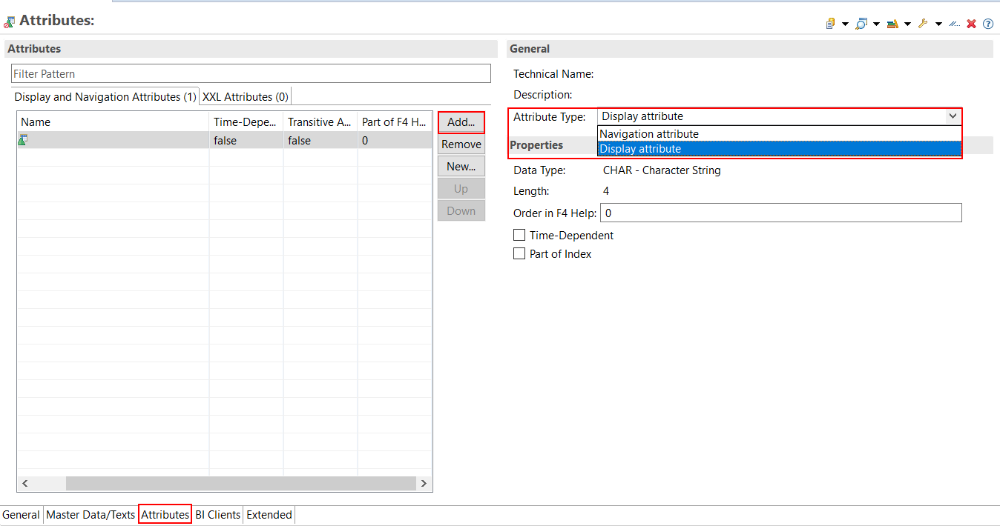 Attributes:
Attributes
Filter Pattern
Display and Navigation Attributes (1) XXL Attributes (0)
Name Time-Depe... Transitive A... Part of F4 H...
false false 0
Add...
Remove
New...
Up
Down
General
Technical Name:
Description:
Attribute Type: Display attribute
Navigation attribute
Display attribute
Properties
Data Type: CHAR - Character String
Length: 4
Order in F4 Help: 0
Time-Dependent
Part of Index
General Master Data/Texts Attributes BI Clients Extended